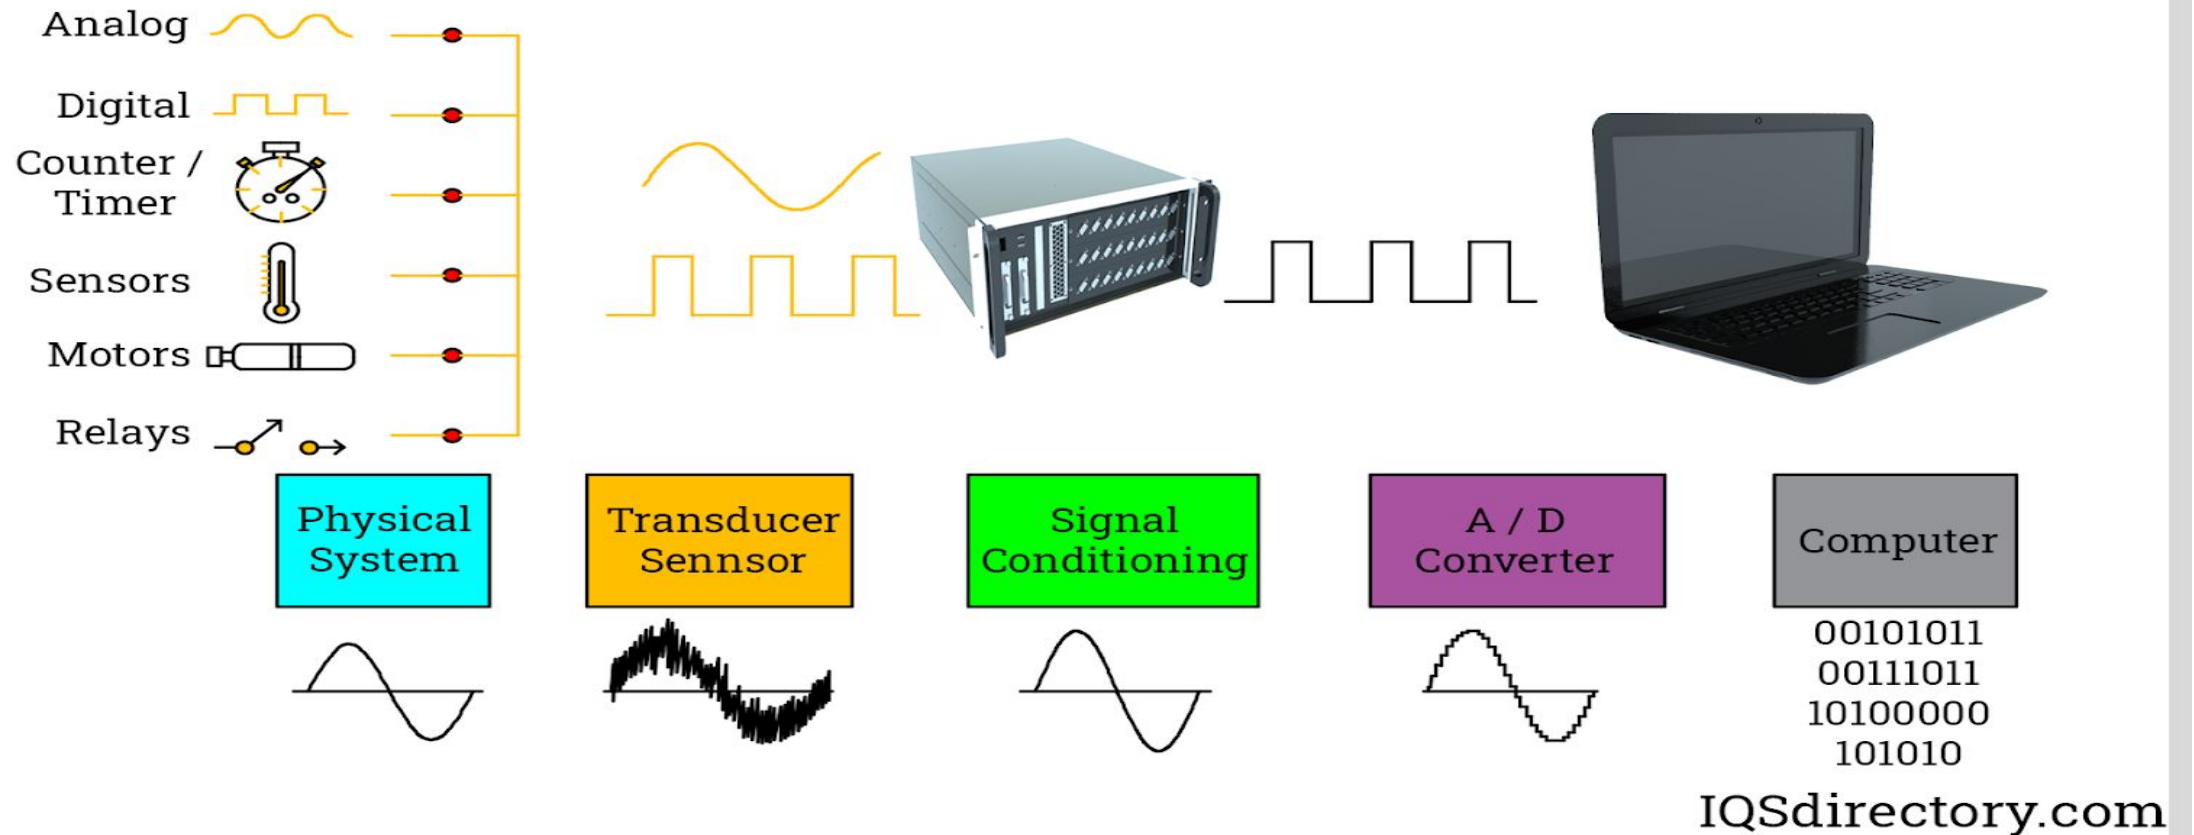 Analog
Digital
Counter /
Timer
Sensors
Motors
Relays
Physical
System
Transducer
Sennsor
Signal
Conditioning
A / D
Converter
Computer
00101011
00111011
10100000
101010
IQSdirectory.com